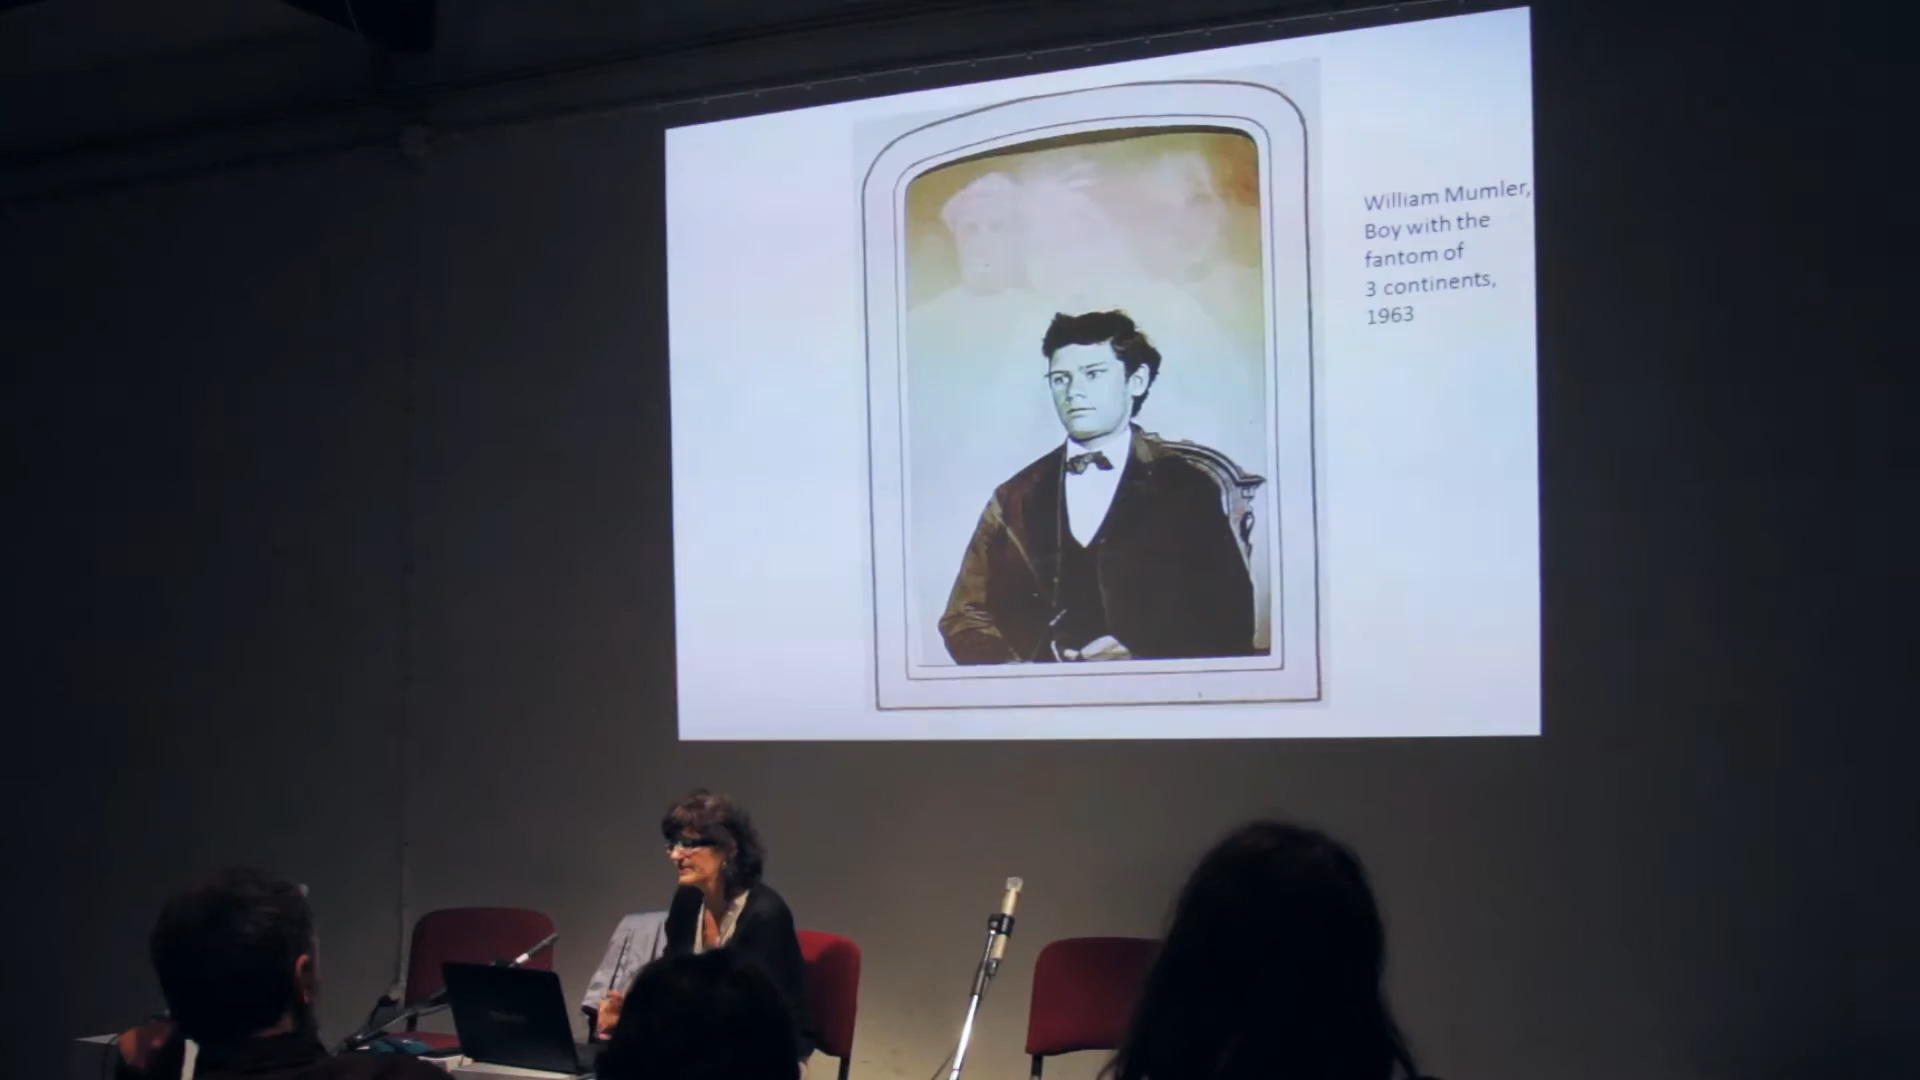 William Mumler,
Boy with the
fantom of
3 continents,
1963